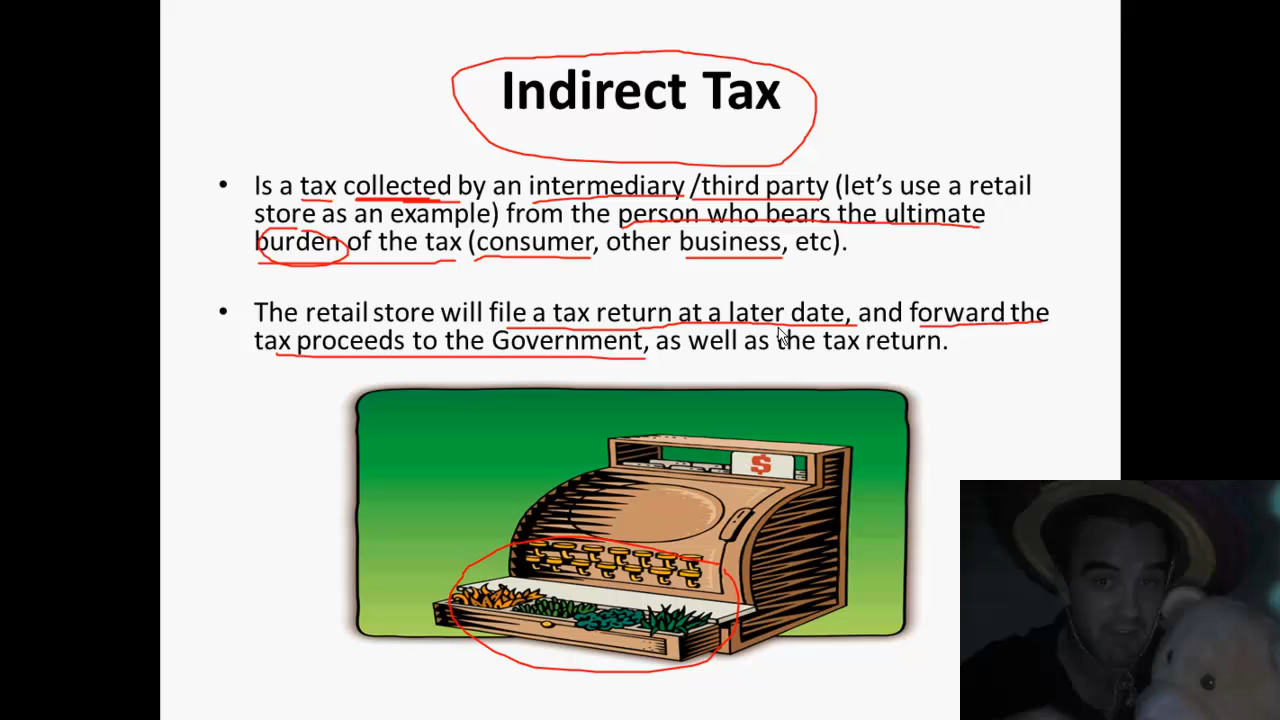 Indirect Tax
• Is a tax collected by an intermediary /third party (let's use a retail
store as an example) from the person who bears the ultimate
burden of the tax (consumer, other business, etc).
• The retail store will file a tax return at a later date, and forward the
tax proceeds to the Government, as well as the tax return.
$